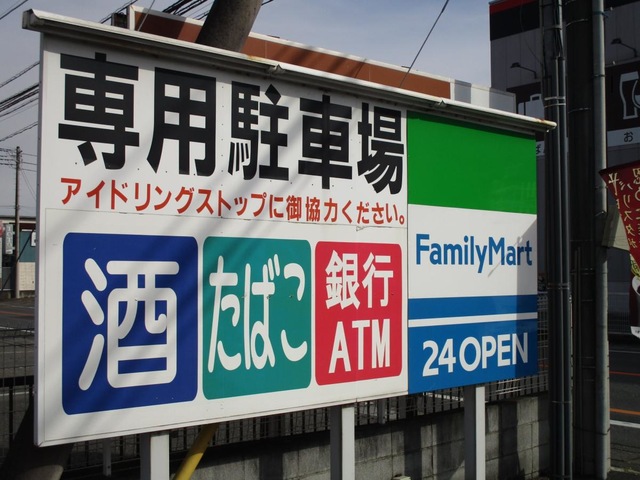 専用駐車場
アイドリングストップに御協力ください。
酒
たばこ
銀行
ATM
FamilyMart
24 OPEN